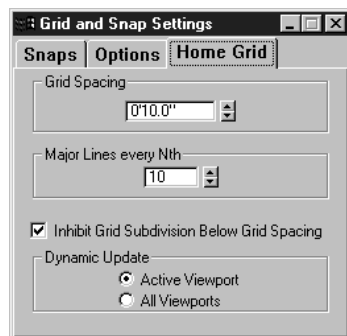 Grid and Snap Settings
Snaps Options Home Grid
Grid Spacing
0'10.0"
Major Lines every Nth
10
Inhibit Grid Subdivision Below Grid Spacing
Dynamic Update
Active Viewport
All Viewports